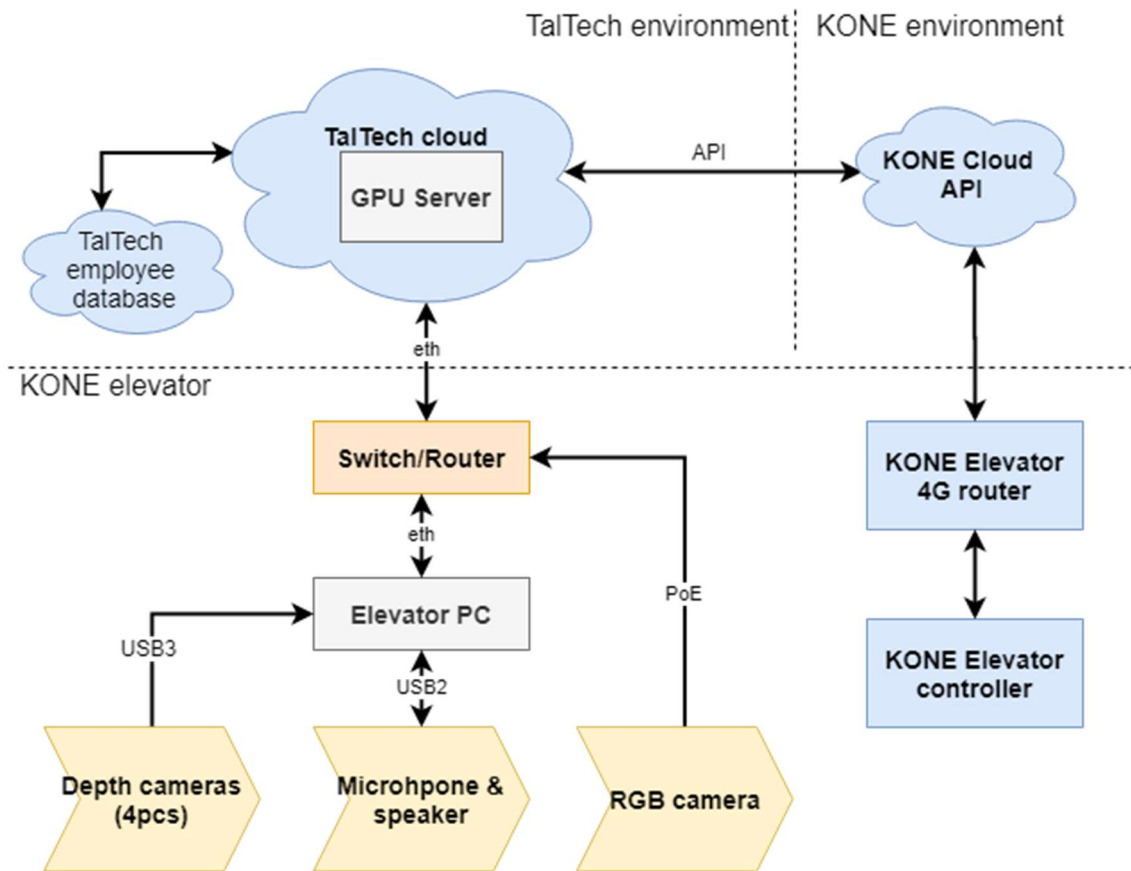 TalTech environment
KONE environment
TalTech cloud
GPU Server
API
KONE Cloud
API
TalTech
employee
database
eth
KONE elevator
Switch/Router
KONE Elevator
4G router
eth
PoE
Elevator PC
USB3
USB2
KONE Elevator
controller
Depth cameras
(4pcs)
Microhpone &
speaker
RGB camera